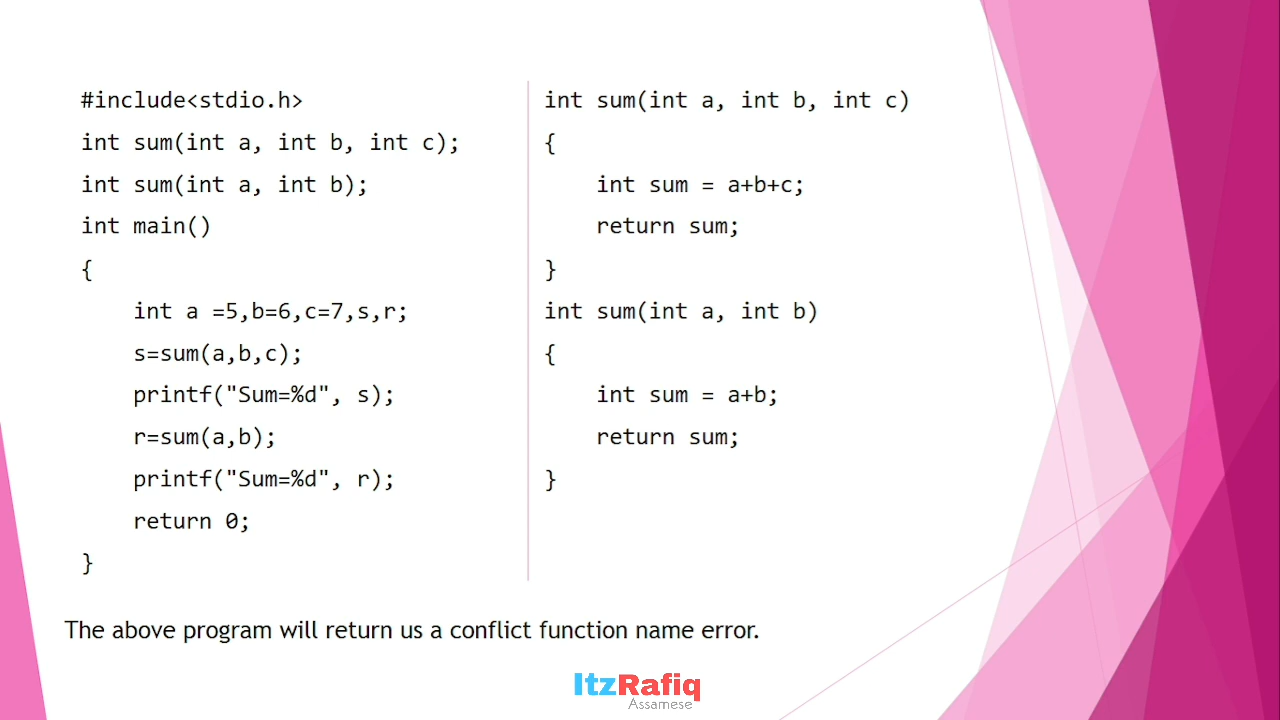 #include<stdio.h>
int sum(int a, int b, int c);
int sum(int a, int b);
int main()
{
    int a =5,b=6,c=7,s,r;
    s=sum(a,b,c);
    printf("Sum=%d", s);
    r=sum(a,b);
    printf("Sum=%d", r);
    return 0;
}
int sum(int a, int b, int c)
{
    int sum = a+b+c;
    return sum;
}
int sum(int a, int b)
{
    int sum = a+b;
    return sum;
}
The above program will return us a conflict function name error.
ItzRafiq
Assamese